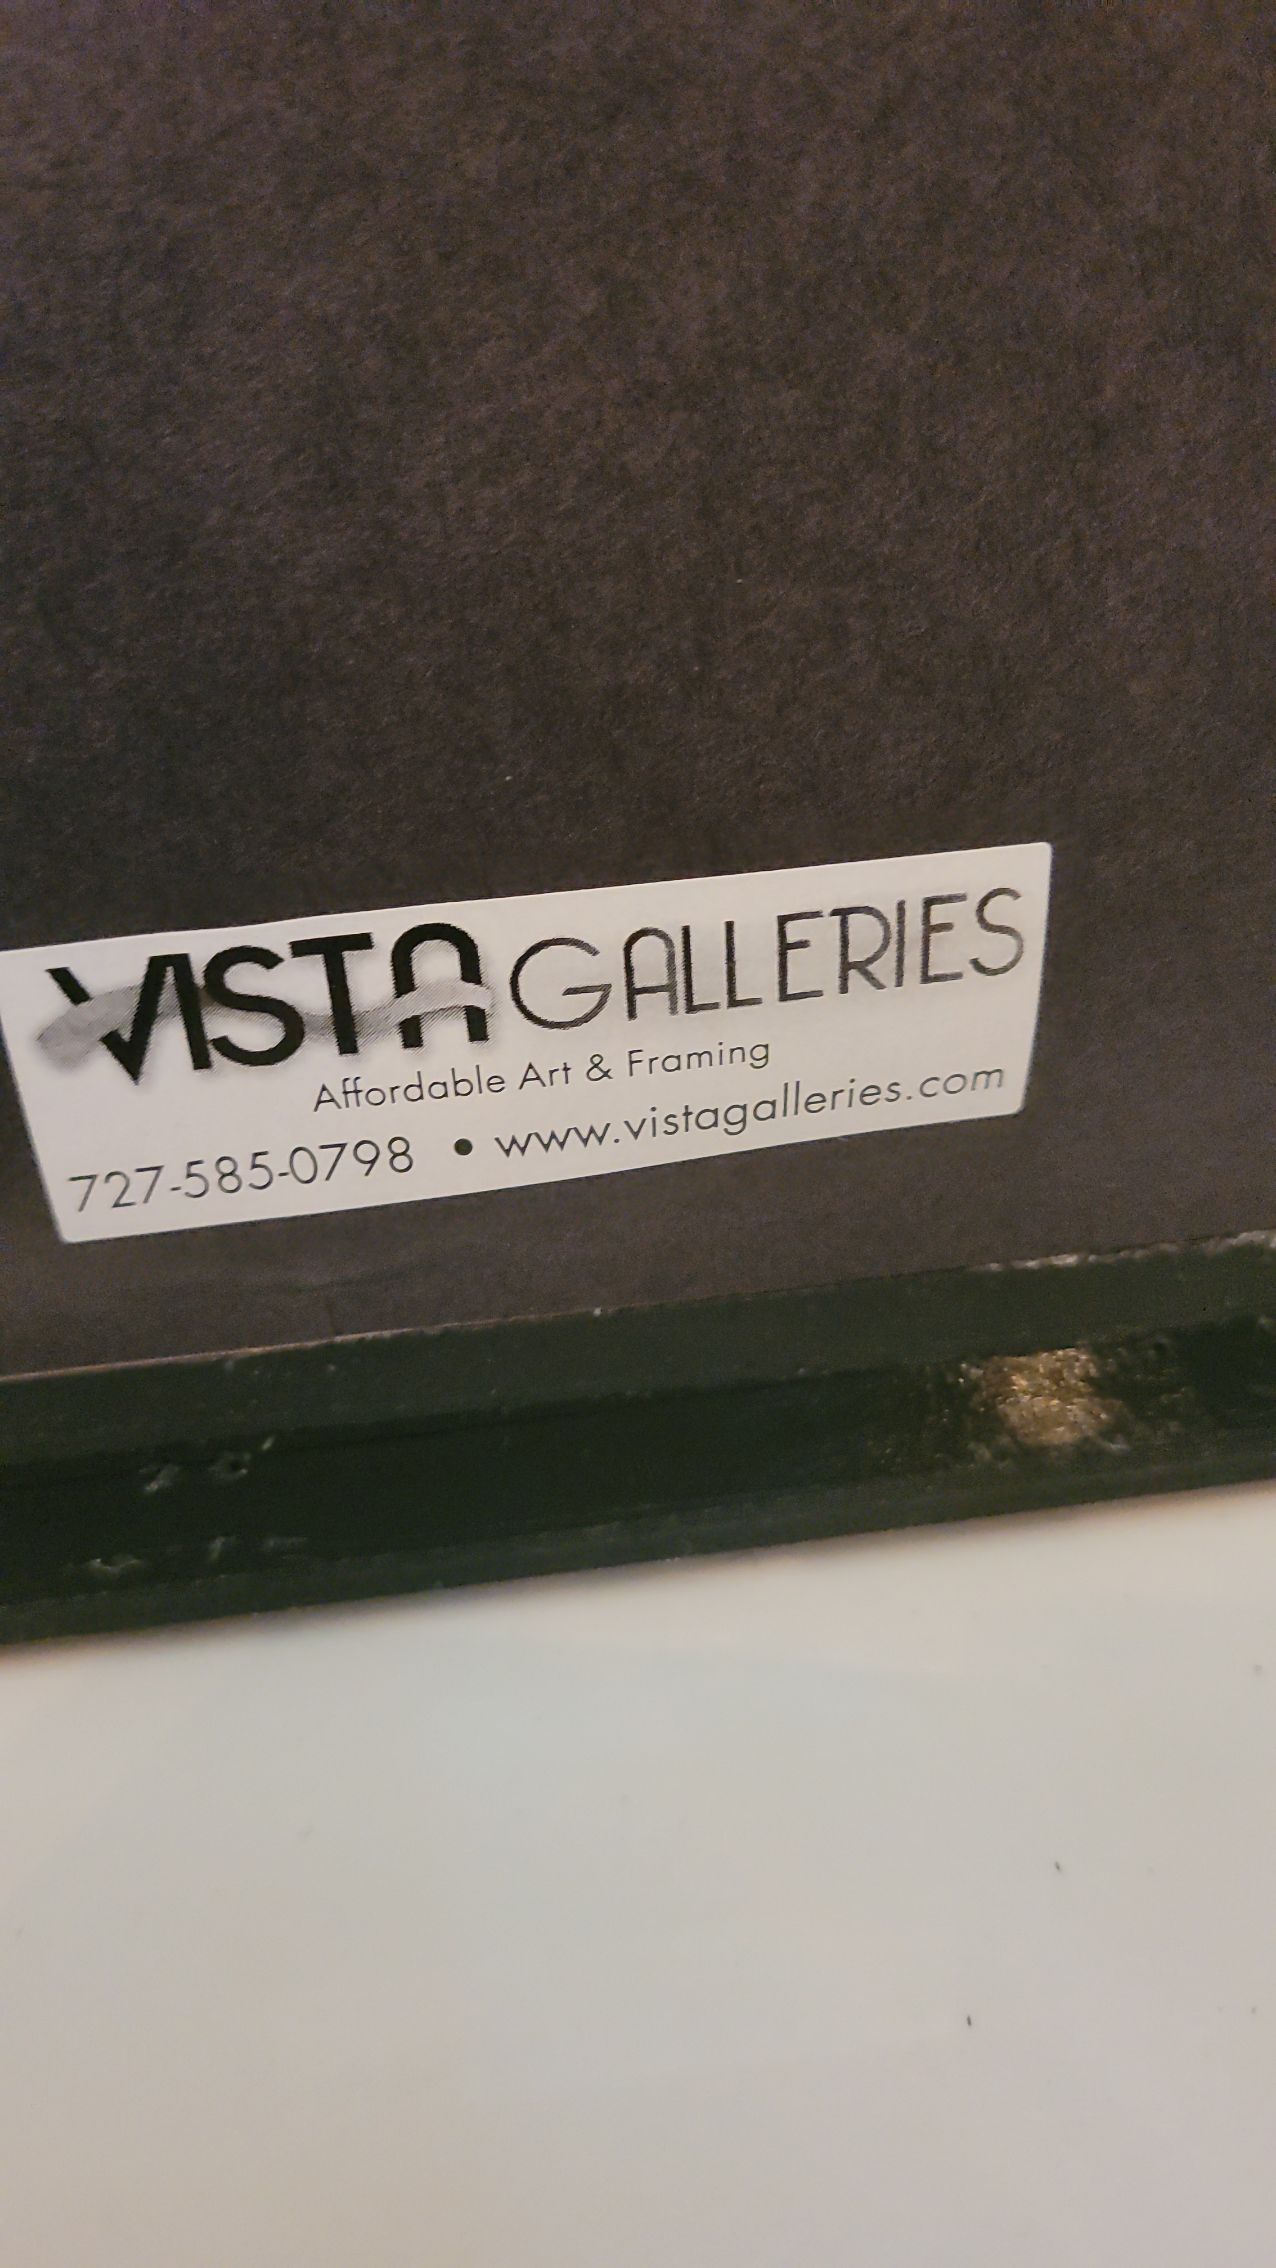 VISTA GALLERIES
Affordable Art & Framing
727-585-0798 • www.vistagalleries.com